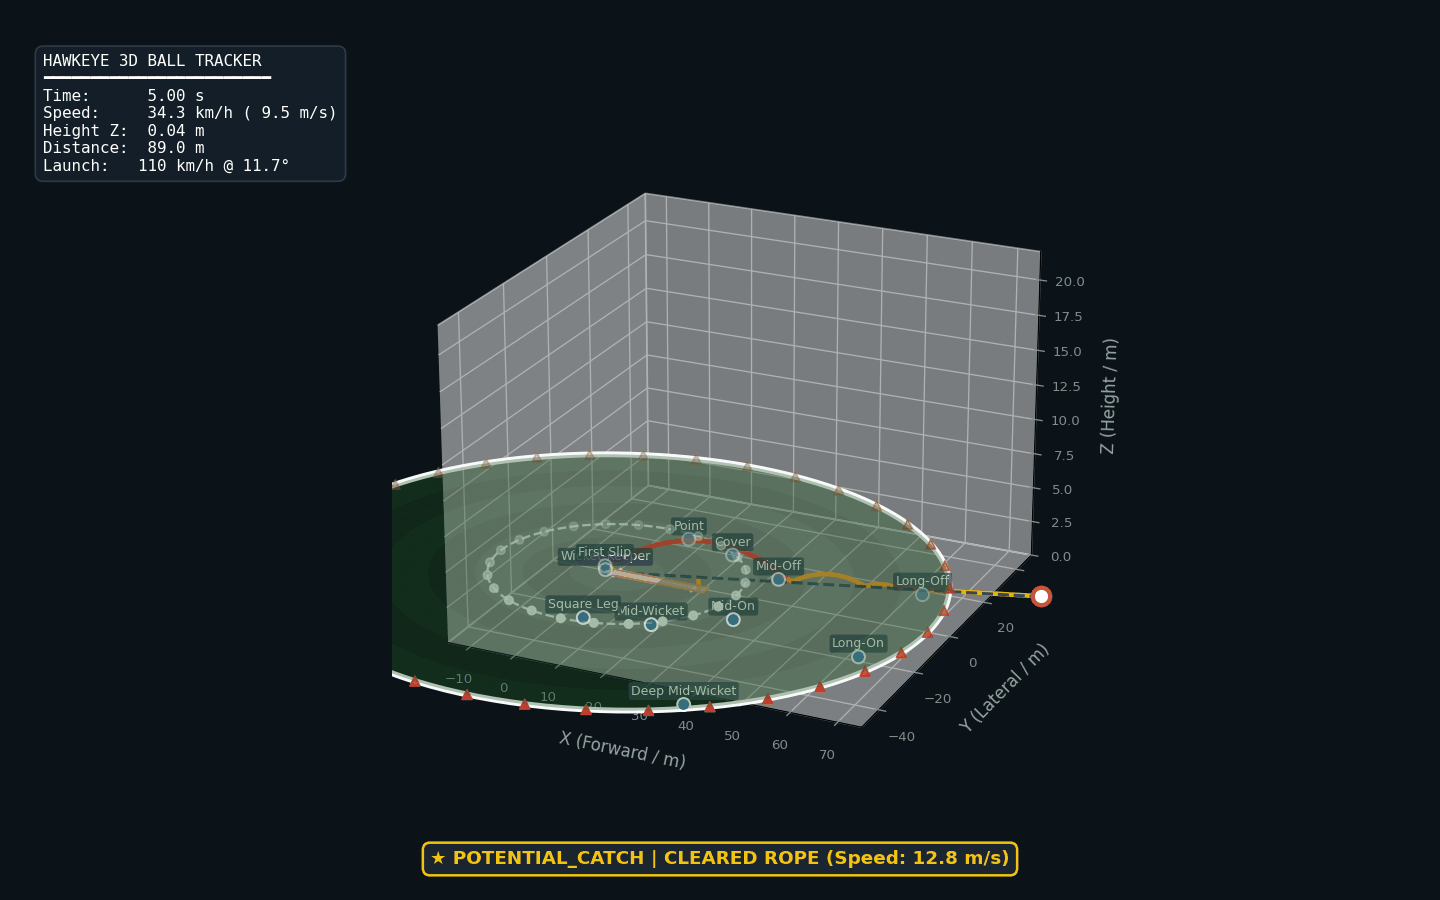 HAWKEYE 3D BALL TRACKER
Time: 5.00 s
Speed: 34.3 km/h ( 9.5 m/s)
Height Z: 0.04 m
Distance: 89.0 m
Launch: 110 km/h @ 11.7°
20.0
17.5
15.0
12.5
10.0
7.5
5.0
2.5
0.0
Z (Height / m)
Point
Cover
First Slip
Mid-Off
Long-Off
Square Leg
Mid-Wicket
Mid-On
Long-On
Deep Mid-Wicket
20
0
−20
−40
Y (Lateral / m)
−10
0
10
20
30
40
50
60
70
X (Forward / m)
★ POTENTIAL_CATCH | CLEARED ROPE (Speed: 12.8 m/s)